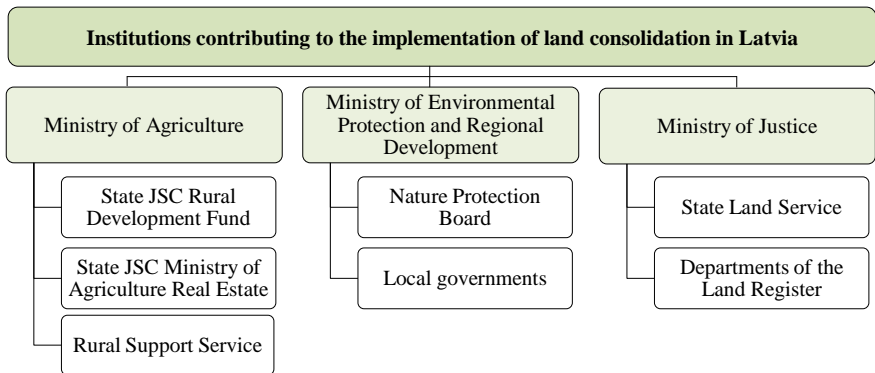 Institutions contributing to the implementation of land consolidation in Latvia
Ministry of Agriculture
State JSC Rural
Development Fund
State JSC Ministry of
Agriculture Real Estate
Rural Support Service
Ministry of Environmental
Protection and Regional
Development
Nature Protection
Board
Local governments
Ministry of Justice
State Land Service
Departments of the
Land Register